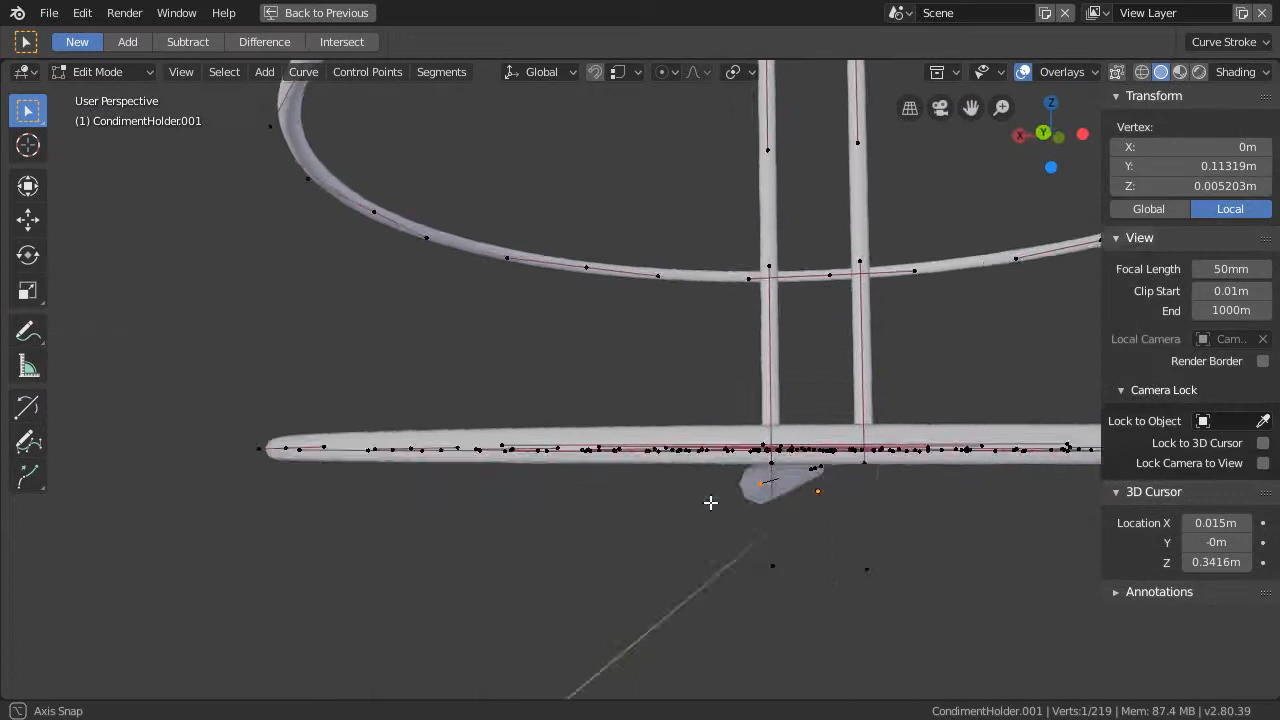 File Edit Render Window Help Back to Previous Scene View Layer
New Add Subtract Difference Intersect Curve Stroke
Edit Mode View Select Add Curve Control Points Segments Global Overlays Shading
User Perspective
(1) CondimentHolder.001
Z
X
Y
Transform
Vertex:
X: 0m
Y: 0.11319m
Z: 0.005203m
Global Local
View
Focal Length 50mm
Clip Start 0.01m
End 1000m
Local Camera Cam..
Render Border
Camera Lock
Lock to Object
Lock to 3D Cursor
Lock Camera to View
3D Cursor
Location X 0.015m
Y -0m
Z 0.3416m
Annotations
Axis Snap CondimentHolder.001 | Verts:1/219 | Mem: 87.4 MB | v2.80.39